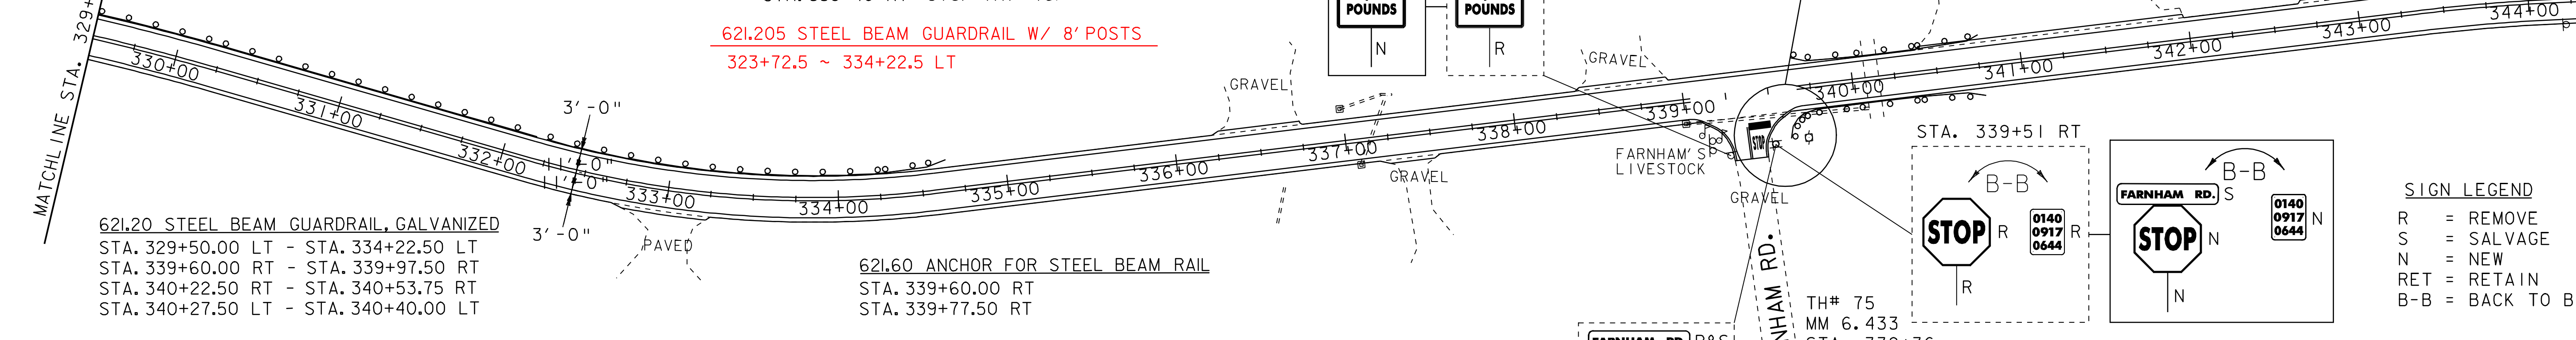 621.205 STEEL BEAM GUARDRAIL W/ 8' POSTS
323+72.5 ~ 334+22.5 LT
POUNDS
N
POUNDS
R
MATCHLINE STA. 329+
330+00
331+00
332+00
333+00
334+00
335+00
336+00
337+00
338+00
339+00
340+00
341+00
342+00
343+00
344+00
3'-0"
11'-0"
11'-0"
3'-0"
PAVED
GRAVEL
GRAVEL
GRAVEL
GRAVEL
FARNHAM'S
LIVESTOCK
STOP
621.20 STEEL BEAM GUARDRAIL, GALVANIZED
STA. 329+50.00 LT - STA. 334+22.50 LT
STA. 339+60.00 RT - STA. 339+97.50 RT
STA. 340+22.50 RT - STA. 340+53.75 RT
STA. 340+27.50 LT - STA. 340+40.00 LT
621.60 ANCHOR FOR STEEL BEAM RAIL
STA. 339+60.00 RT
STA. 339+77.50 RT
NHAM RD.
TH# 75
MM 6.433
STA. 339+51 RT
B-B
STOP
R
0140
0917
0644
R
R
B-B
FARNHAM RD.
S
STOP
N
0140
0917
0644
N
N
SIGN LEGEND
R = REMOVE
S = SALVAGE
N = NEW
RET = RETAIN
B-B = BACK TO B